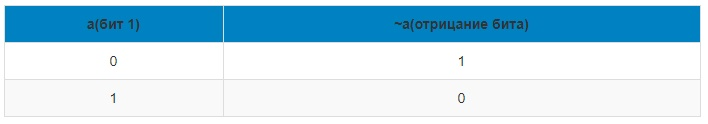 a(бит 1) ~a(отрицание бита)
0 1
1 0